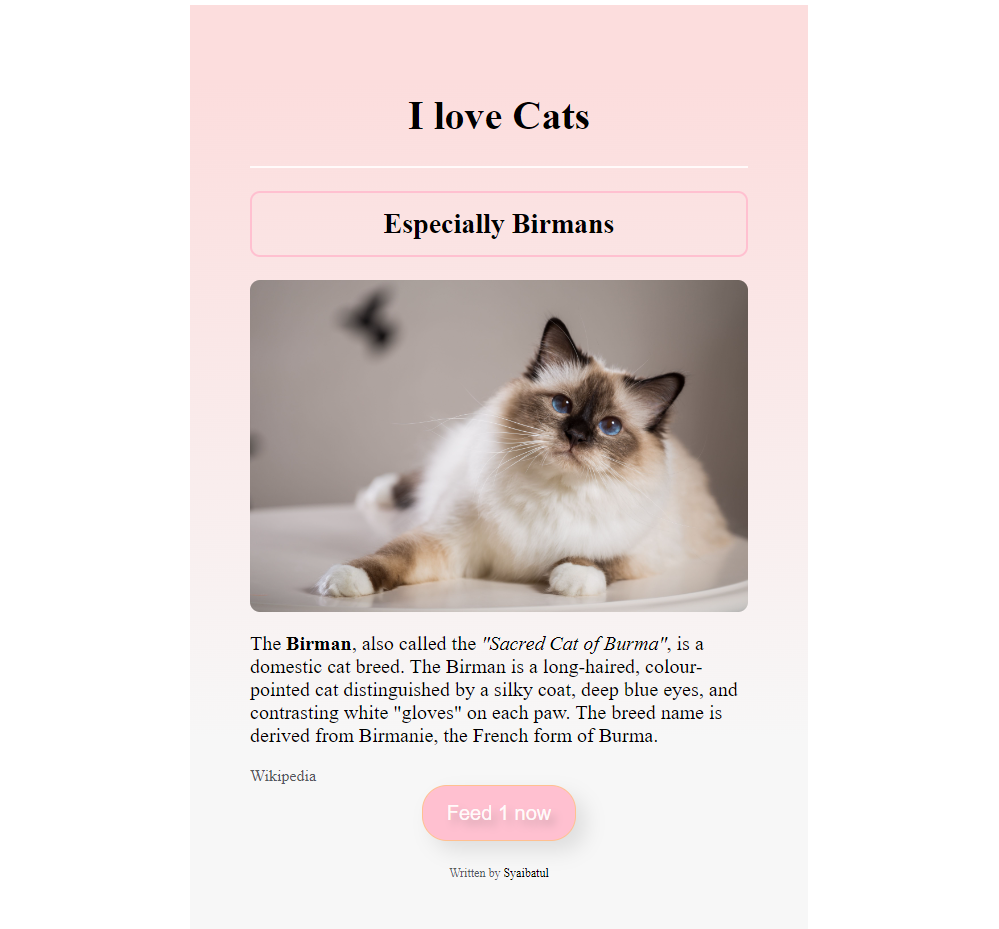 I love Cats
Especially Birmans
The Birman, also called the "Sacred Cat of Burma", is a
domestic cat breed. The Birman is a long-haired, colour-
pointed cat distinguished by a silky coat, deep blue eyes, and
contrasting white "gloves" on each paw. The breed name is
derived from Birmanie, the French form of Burma.
Wikipedia
Feed 1 now
Written by Syaibatul